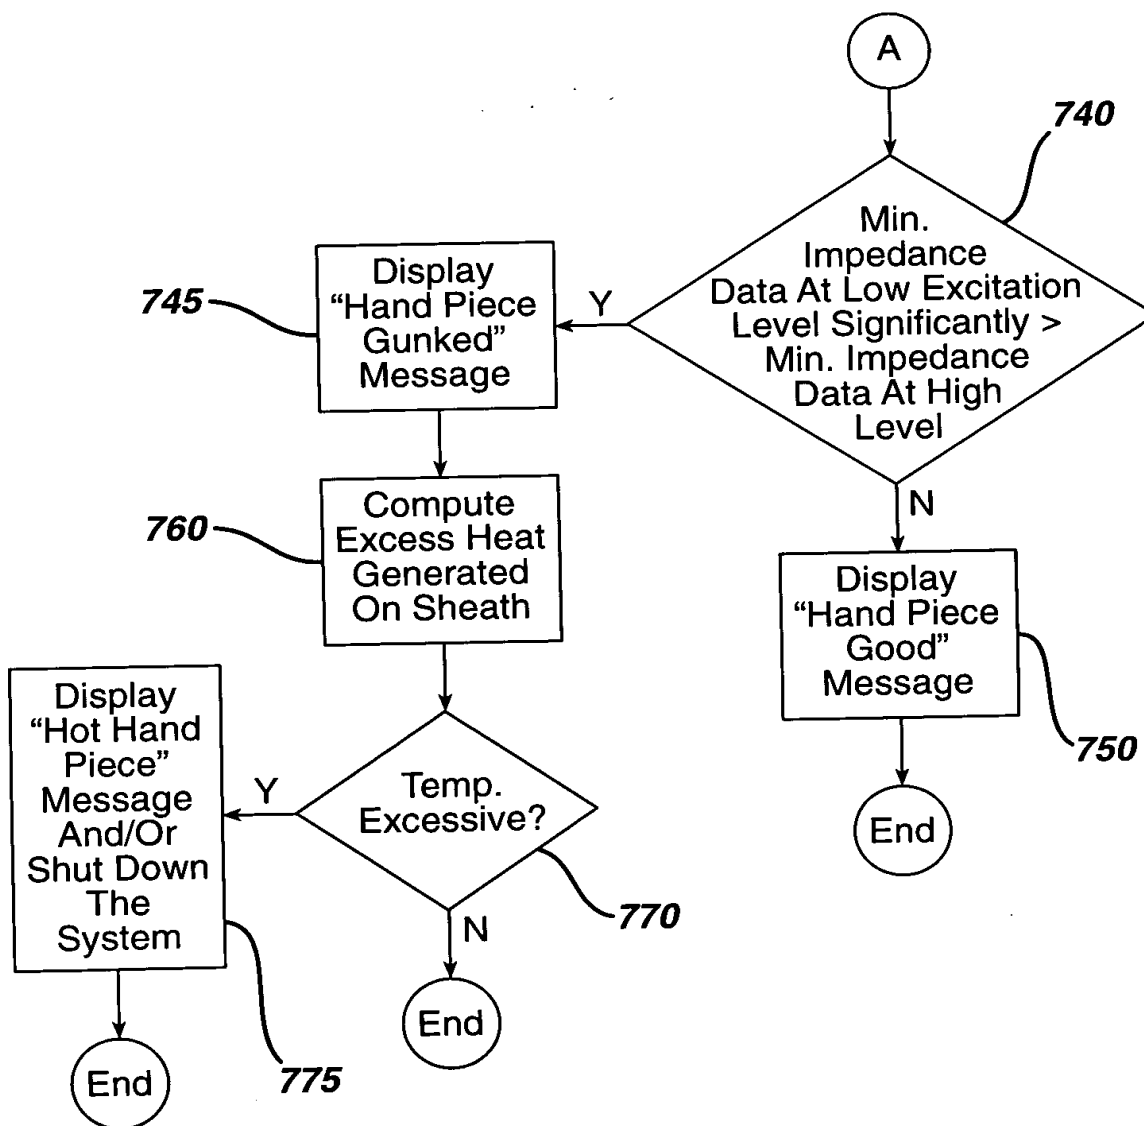 A
740
Min.
Impedance
Data At Low Excitation
Level Significantly >
Min. Impedance
Data At High
Level
Y
N
745
Display
“Hand Piece
Gunked”
Message
760
Compute
Excess Heat
Generated
On Sheath
Display
“Hand Piece
Good”
Message
750
End
Temp.
Excessive?
770
Y
N
Display
“Hot Hand
Piece”
Message
And/Or
Shut Down
The
System
775
End
End